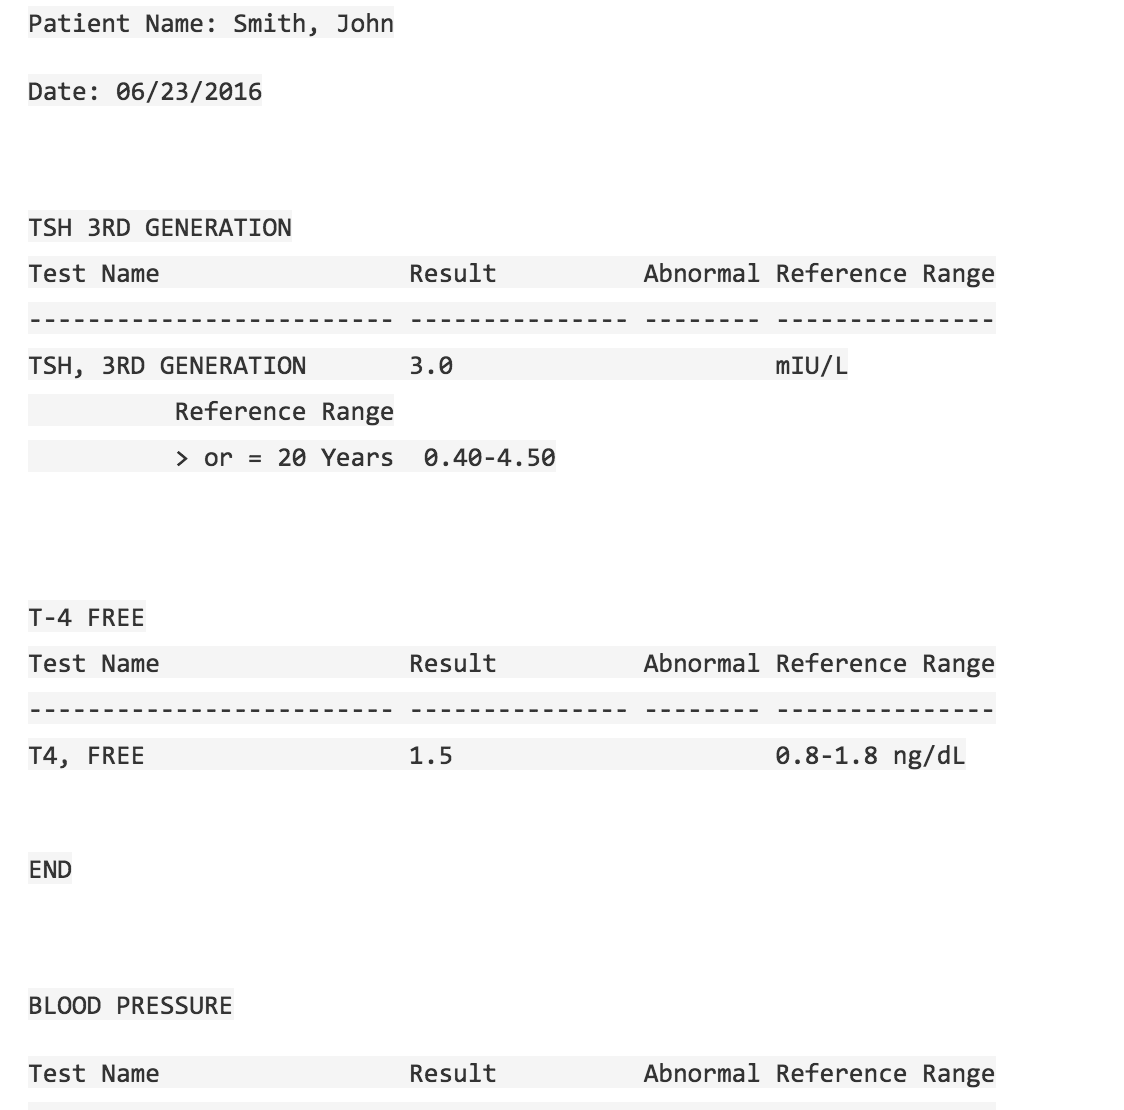 Patient Name: Smith, John
Date: 06/23/2016
TSH 3RD GENERATION
Test Name                 Result          Abnormal Reference Range
------------------------- --------------- -------- ---------------
TSH, 3RD GENERATION       3.0                      mIU/L
          Reference Range
          > or = 20 Years  0.40-4.50
T-4 FREE
Test Name                 Result          Abnormal Reference Range
------------------------- --------------- -------- ---------------
T4, FREE                  1.5                      0.8-1.8 ng/dL
END
BLOOD PRESSURE
Test Name                 Result          Abnormal Reference Range